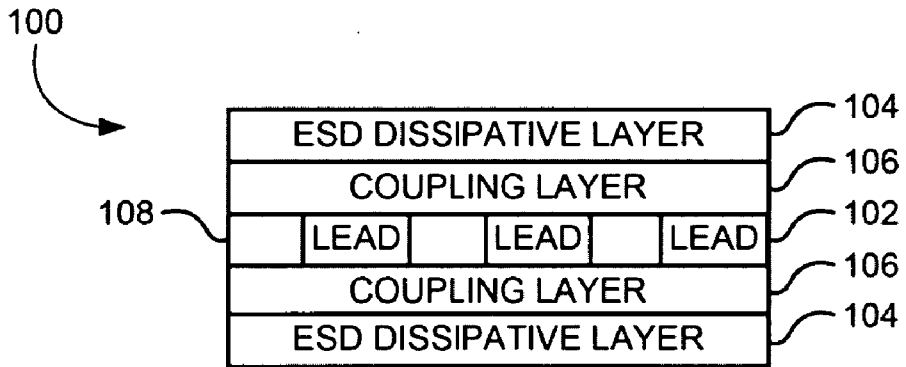 100
ESD DISSIPATIVE LAYER 104
COUPLING LAYER 106
108 LEAD LEAD LEAD 102
COUPLING LAYER 106
ESD DISSIPATIVE LAYER 104